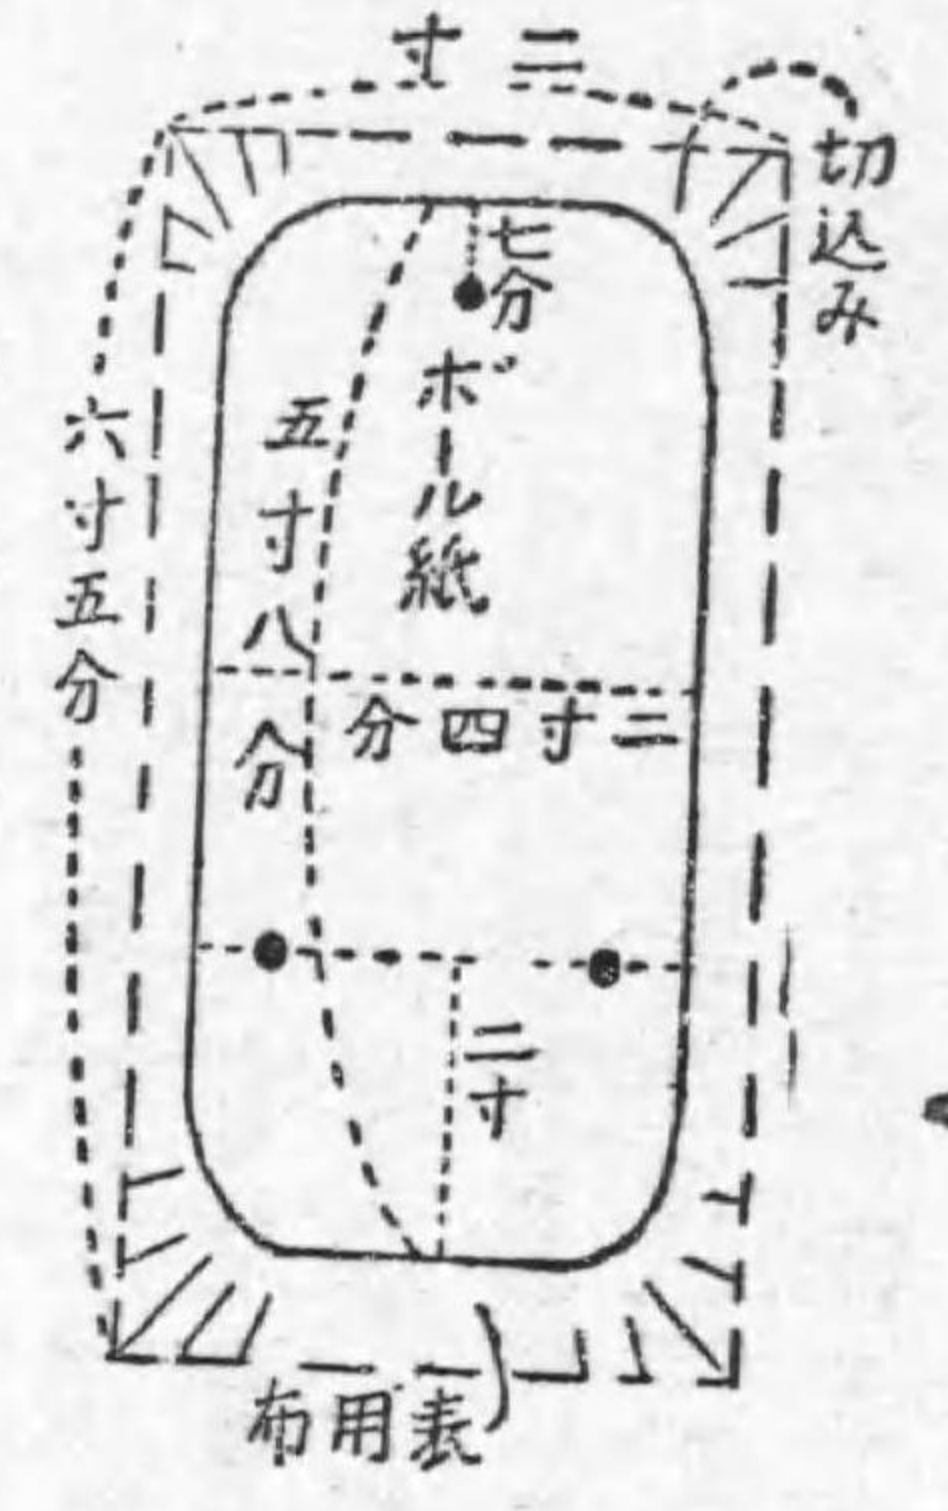 二寸
切込み
七分
ボール紙
五寸八分
六寸五分
二寸四分
二寸
表用布